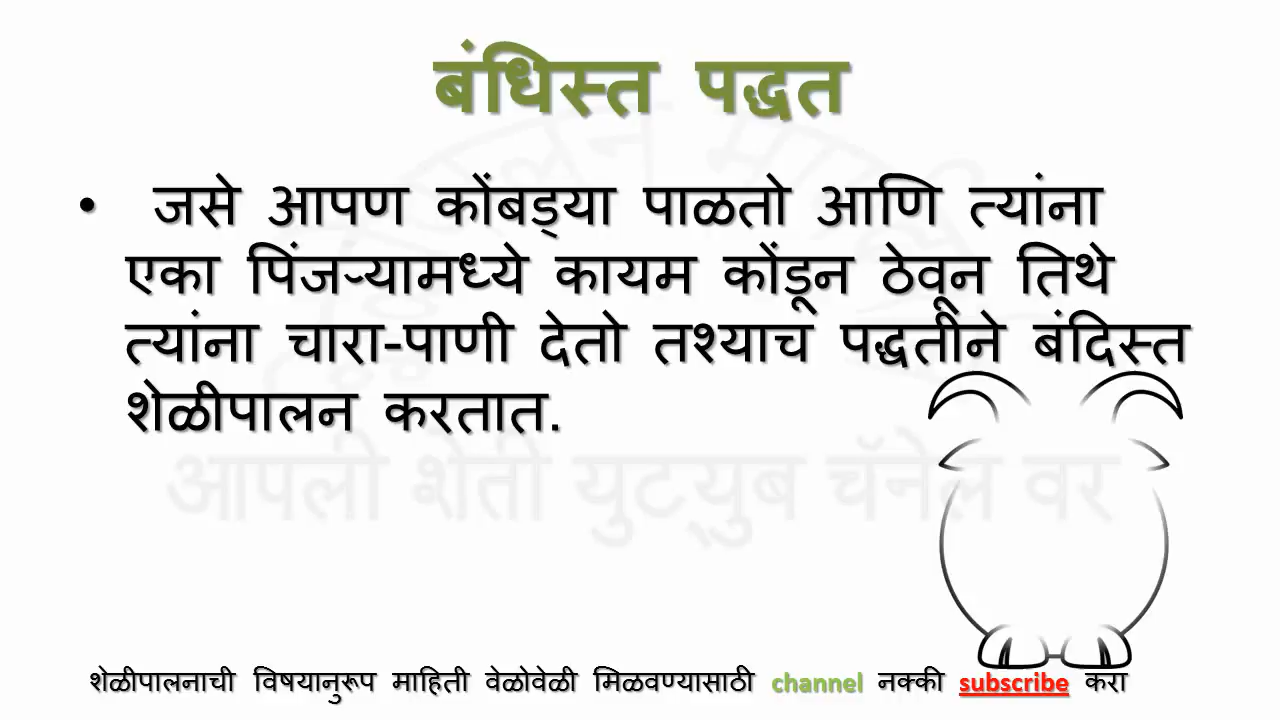 बंधिस्त पद्धत
• जसे आपण कोंबड्या पाळतो आणि त्यांना
एका पिंजऱ्यामध्ये कायम कोंडून ठेवून तिथे
त्यांना चारा-पाणी देतो तश्याच पद्धतीने बंदिस्त
शेळीपालन करतात.
आपली शेती युटयुब चॅनेल वर
शेळीपालनाची विषयानुरूप माहिती वेळोवेळी मिळवण्यासाठी channel नक्की subscribe करा